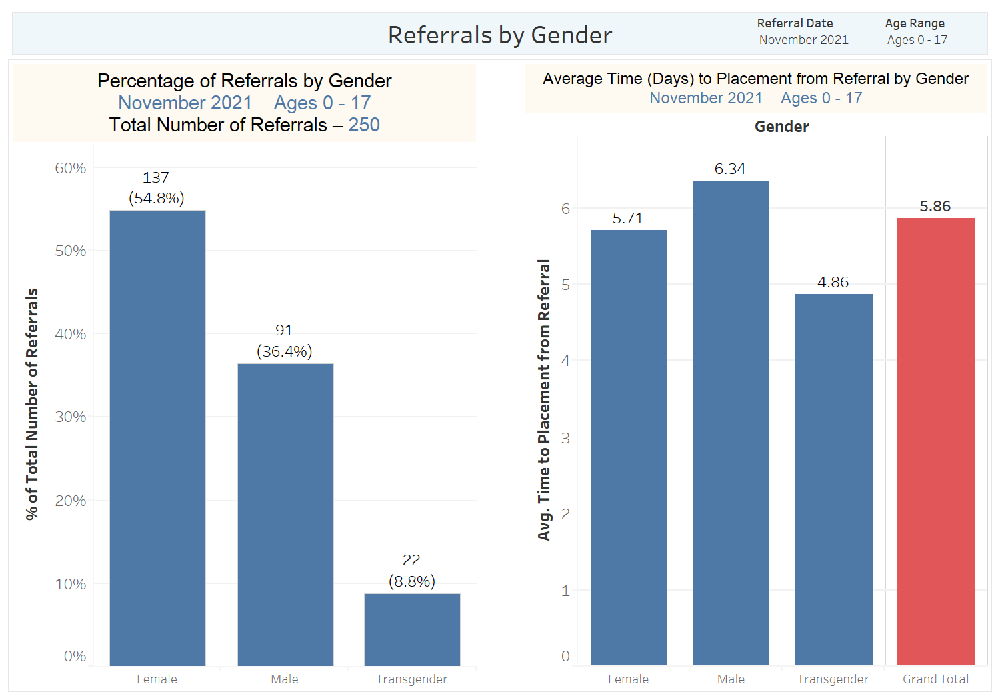 Referrals by Gender
Referral Date
November 2021
Age Range
Ages 0 - 17
Percentage of Referrals by Gender
November 2021 Ages 0 - 17
Total Number of Referrals – 250
% of Total Number of Referrals
60%
50%
40%
30%
20%
10%
0%
137
(54.8%)
91
(36.4%)
22
(8.8%)
Female
Male
Transgender
Average Time (Days) to Placement from Referral by Gender
November 2021 Ages 0 - 17
Gender
Avg. Time to Placement from Referral
6
5
4
3
2
1
0
5.71
6.34
4.86
5.86
Female
Male
Transgender
Grand Total